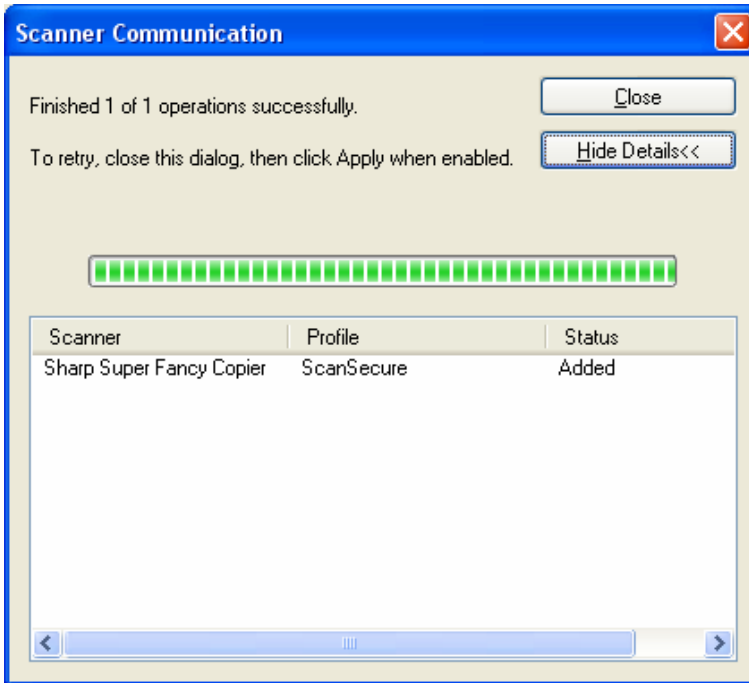 Scanner Communication
Finished 1 of 1 operations successfully.
Close
To retry, close this dialog, then click Apply when enabled.
Hide Details<<
Scanner Profile Status
Sharp Super Fancy Copier ScanSecure Added